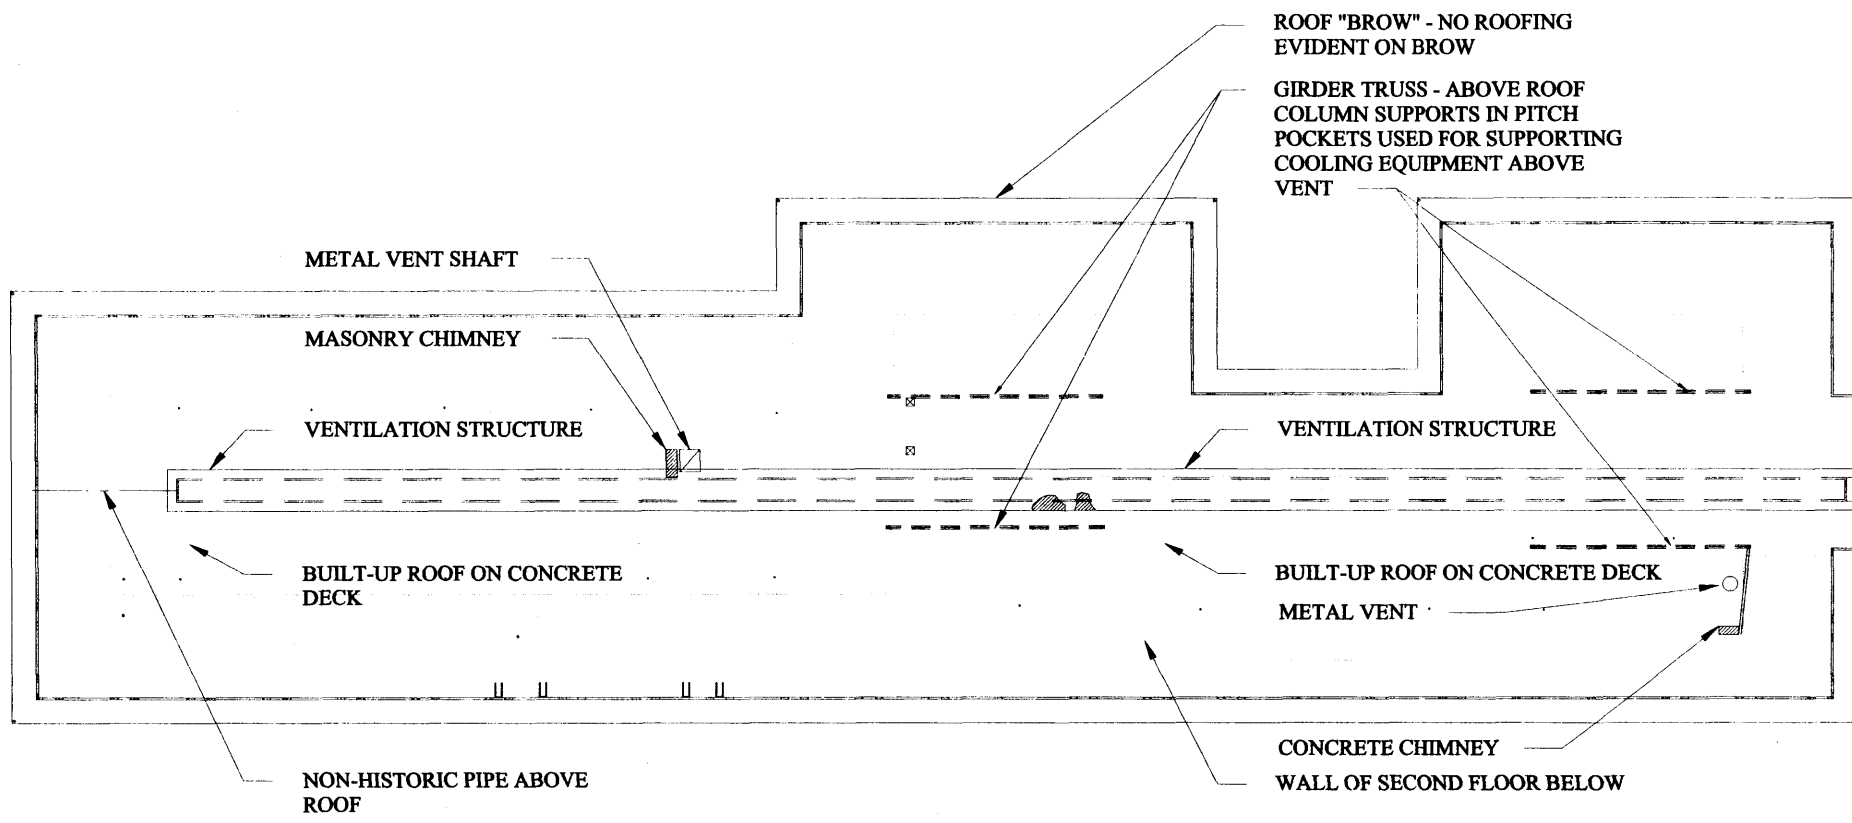 ROOF "BROW" - NO ROOFING
EVIDENT ON BROW
GIRDER TRUSS - ABOVE ROOF
COLUMN SUPPORTS IN PITCH
POCKETS USED FOR SUPPORTING
COOLING EQUIPMENT ABOVE
VENT
METAL VENT SHAFT
MASONRY CHIMNEY
VENTILATION STRUCTURE
VENTILATION STRUCTURE
BUILT-UP ROOF ON CONCRETE
DECK
BUILT-UP ROOF ON CONCRETE DECK
METAL VENT
CONCRETE CHIMNEY
NON-HISTORIC PIPE ABOVE
ROOF
WALL OF SECOND FLOOR BELOW